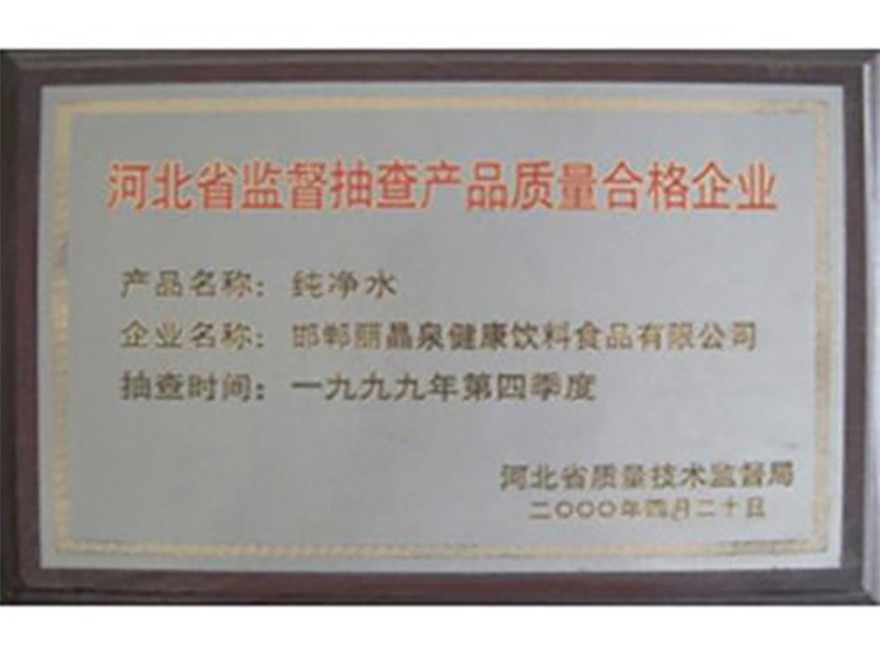 河北省监督抽查产品质量合格企业
产品名称：纯净水
企业名称：邯郸丽晶泉健康饮料食品有限公司
抽查时间：一九九九年第四季度
河北省质量技术监督局
二〇〇〇年四月二十日